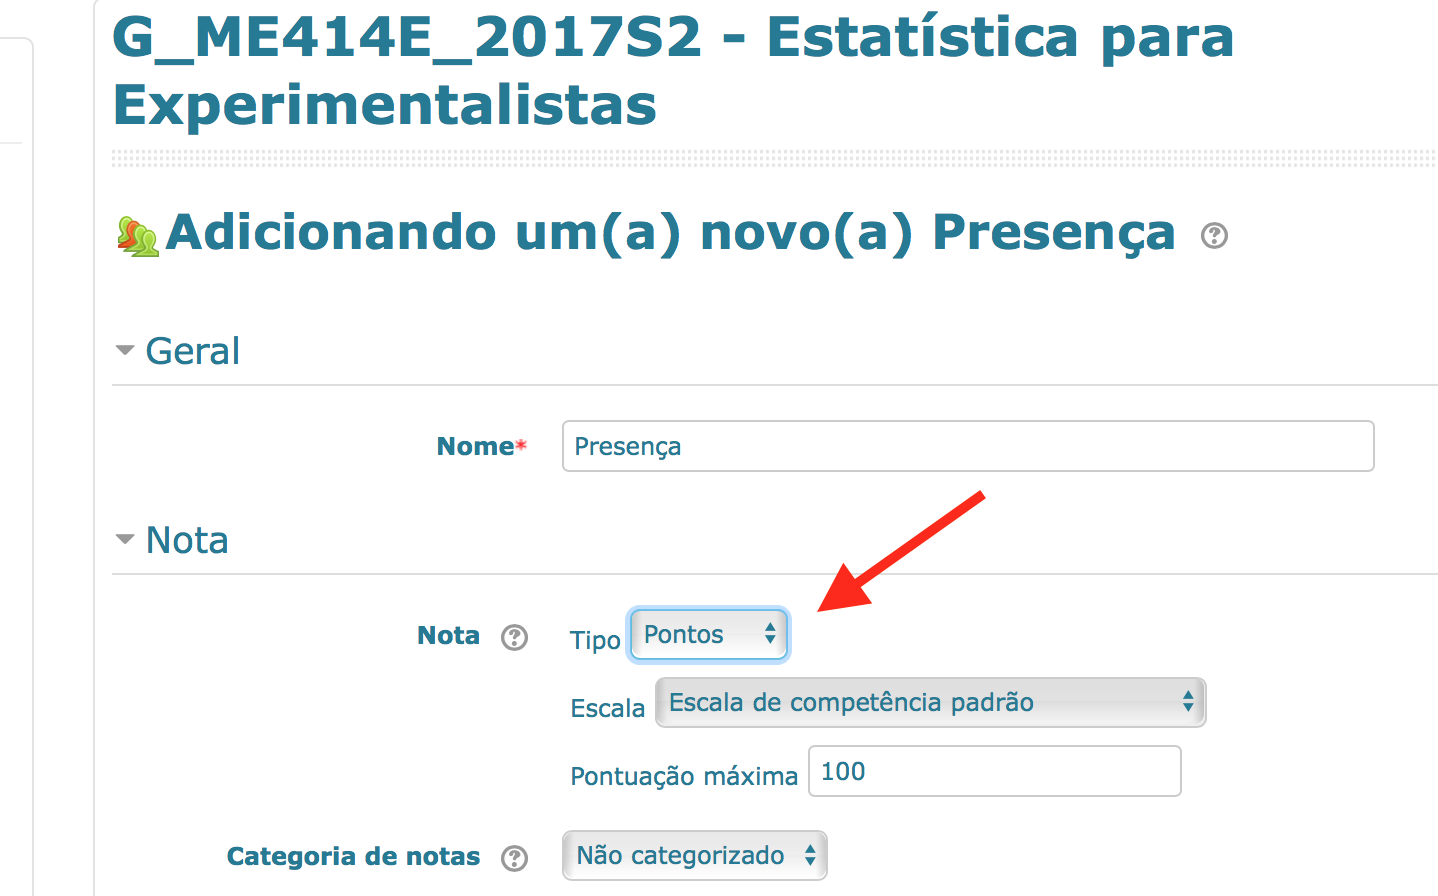 G_ME414E_2017S2 - Estatística para
Experimentalistas
Adicionando um(a) novo(a) Presença ?
Geral
Nome* Presença
Nota
Nota ? Tipo Pontos
Escala Escala de competência padrão
Pontuação máxima 100
Categoria de notas ? Não categorizado